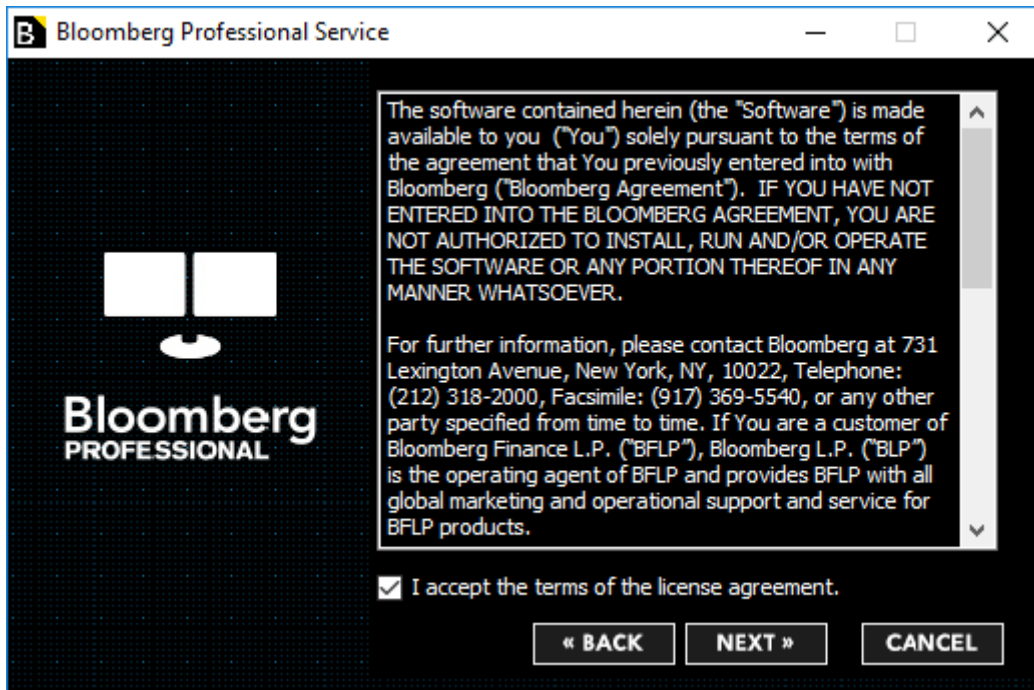 Bloomberg Professional Service
The software contained herein (the "Software") is made
available to you  ("You") solely pursuant to the terms of
the agreement that You previously entered into with
Bloomberg ("Bloomberg Agreement").  IF YOU HAVE NOT
ENTERED INTO THE BLOOMBERG AGREEMENT, YOU ARE
NOT AUTHORIZED TO INSTALL, RUN AND/OR OPERATE
THE SOFTWARE OR ANY PORTION THEREOF IN ANY
MANNER WHATSOEVER.
For further information, please contact Bloomberg at 731
Lexington Avenue, New York, NY, 10022, Telephone:
(212) 318-2000, Facsimile: (917) 369-5540, or any other
party specified from time to time. If You are a customer of
Bloomberg Finance L.P. ("BFLP"), Bloomberg L.P. ("BLP")
is the operating agent of BFLP and provides BFLP with all
global marketing and operational support and service for
BFLP products.
Bloomberg
PROFESSIONAL
I accept the terms of the license agreement.
« BACK
NEXT »
CANCEL